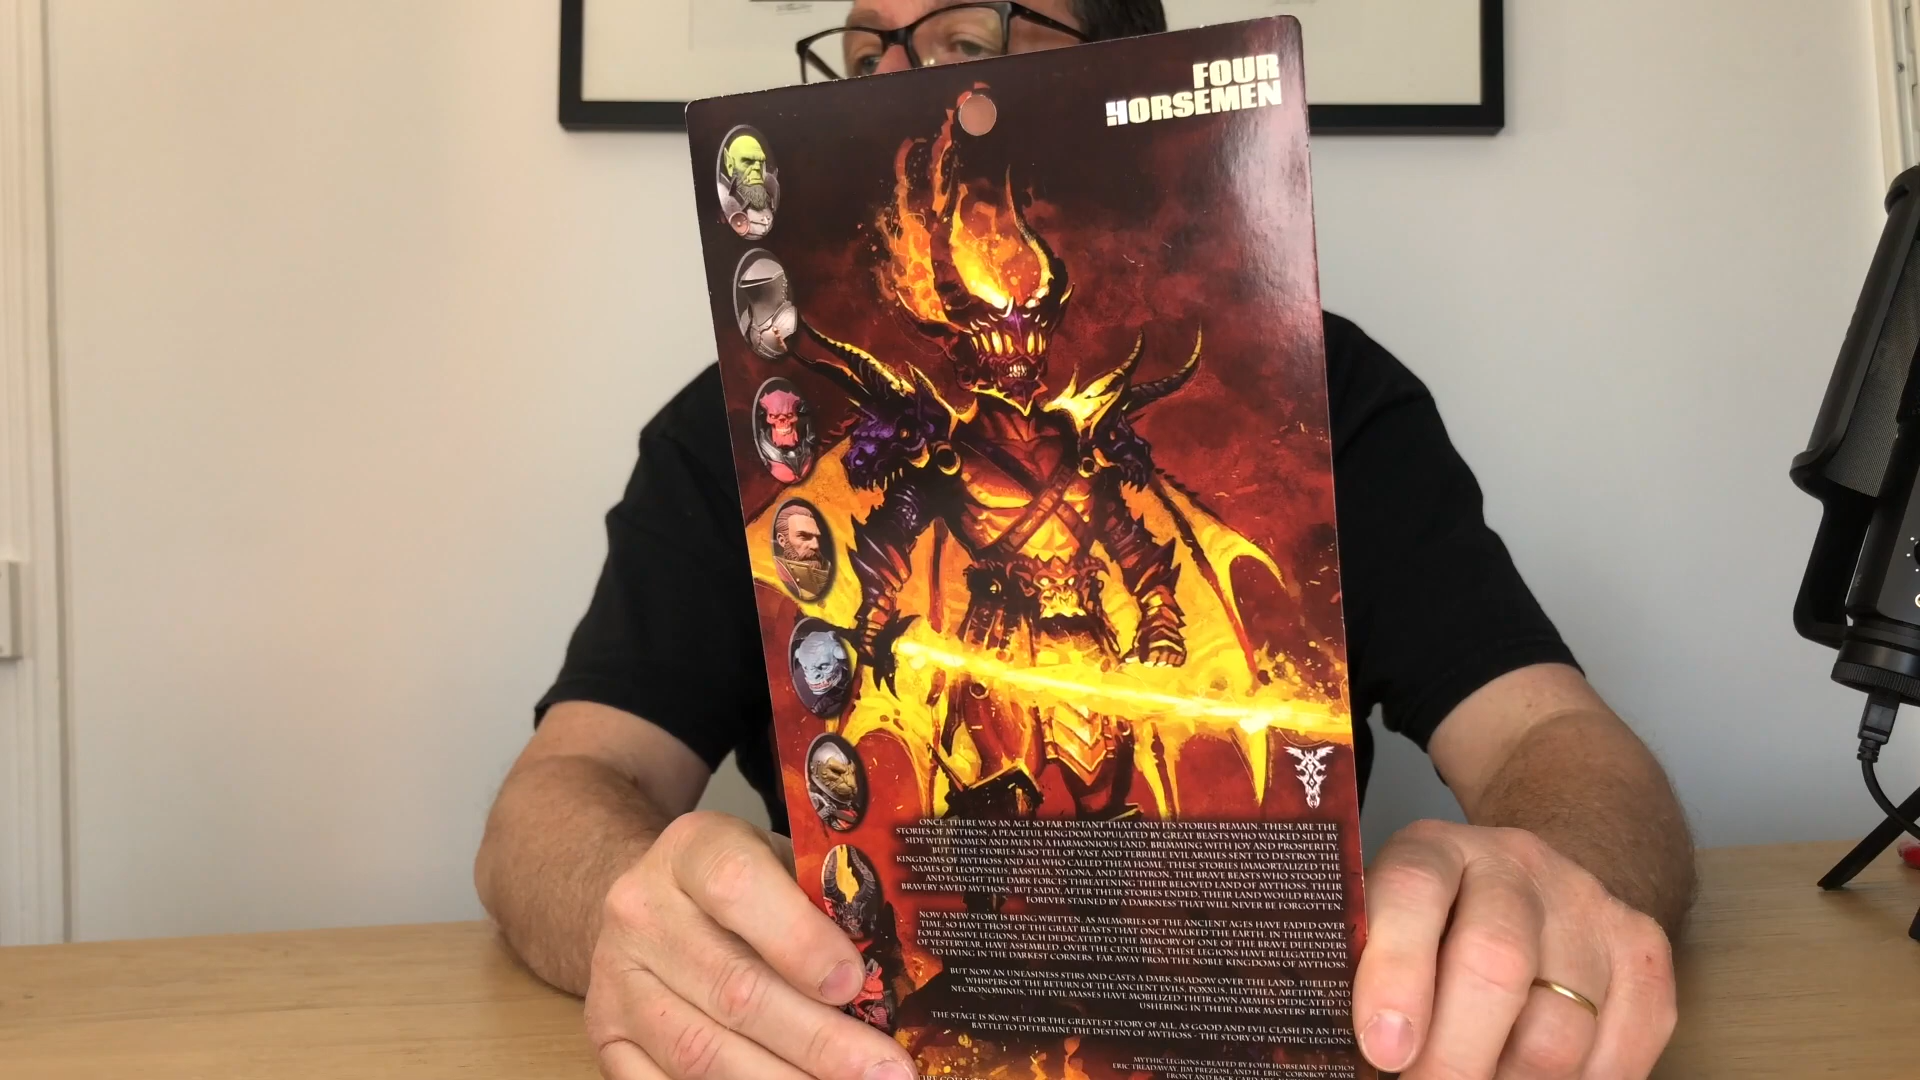 FOUR
HORSEMEN
ONCE, THERE WAS AN AGE SO FAR DISTANT THAT ONLY ITS STORIES REMAIN. THESE ARE THE
STORIES OF MYTHOSS, A PEACEFUL KINGDOM POPULATED BY GREAT BEASTS WHO WALKED SIDE BY
SIDE WITH WOMEN AND MEN IN A HARMONIOUS LAND, BRIMMING WITH JOY AND PROSPERITY.
BUT THESE STORIES ALSO TELL OF VAST AND TERRIBLE EVIL ARMIES SENT TO DESTROY THE
KINGDOMS OF MYTHOSS AND ALL WHO CALLED THEM HOME. THESE STORIES IMMORTALIZED THE
NAMES OF LEODYSSEUS, BASSYLIA, XYLONA, AND EATHYRON, THE BRAVE BEASTS WHO STOOD UP
AND FOUGHT THE DARK FORCES THREATENING THEIR BELOVED LAND OF MYTHOSS. THEIR
BRAVERY SAVED MYTHOSS, BUT SADLY, AFTER THEIR STORIES ENDED, THEIR LAND WOULD REMAIN
FOREVER STAINED BY A DARKNESS THAT WILL NEVER BE FORGOTTEN.
NOW A NEW STORY IS BEING WRITTEN. AS MEMORIES OF THE ANCIENT AGES HAVE FADED OVER
TIME, SO HAVE THOSE OF THE GREAT BEASTS THAT ONCE WALKED THE EARTH. IN THEIR WAKE,
FOUR MASSIVE LEGIONS, EACH DEDICATED TO THE MEMORY OF ONE OF THE BRAVE DEFENDERS
OF YESTERYEAR, HAVE ASSEMBLED. OVER THE CENTURIES, THESE LEGIONS HAVE RELEGATED EVIL
TO LIVING IN THE DARKEST CORNERS, FAR AWAY FROM THE NOBLE KINGDOMS OF MYTHOSS.
BUT NOW AN UNEASINESS STIRS AND CASTS A DARK SHADOW OVER THE LAND. FUELED BY
WHISPERS OF THE RETURN OF THE ANCIENT EVILS, POXXUS, ILLYTHEA, ARETHYR, AND
NECRONOMINUS, THE EVIL MASSES HAVE MOBILIZED THEIR OWN ARMIES DEDICATED TO
USHERING IN THEIR DARK MASTERS' RETURN.
THE STAGE IS NOW SET FOR THE GREATEST STORY OF ALL, AS GOOD AND EVIL CLASH IN AN EPIC
BATTLE TO DETERMINE THE DESTINY OF MYTHOSS - THE STORY OF MYTHIC LEGIONS.
MYTHIC LEGIONS CREATED BY FOUR HORSEMEN STUDIOS
ERIC TREADAWAY, JIM PREZIOSI, AND H. ERIC "CORNBOY" MAYSE
FRONT AND BACK CARD ART